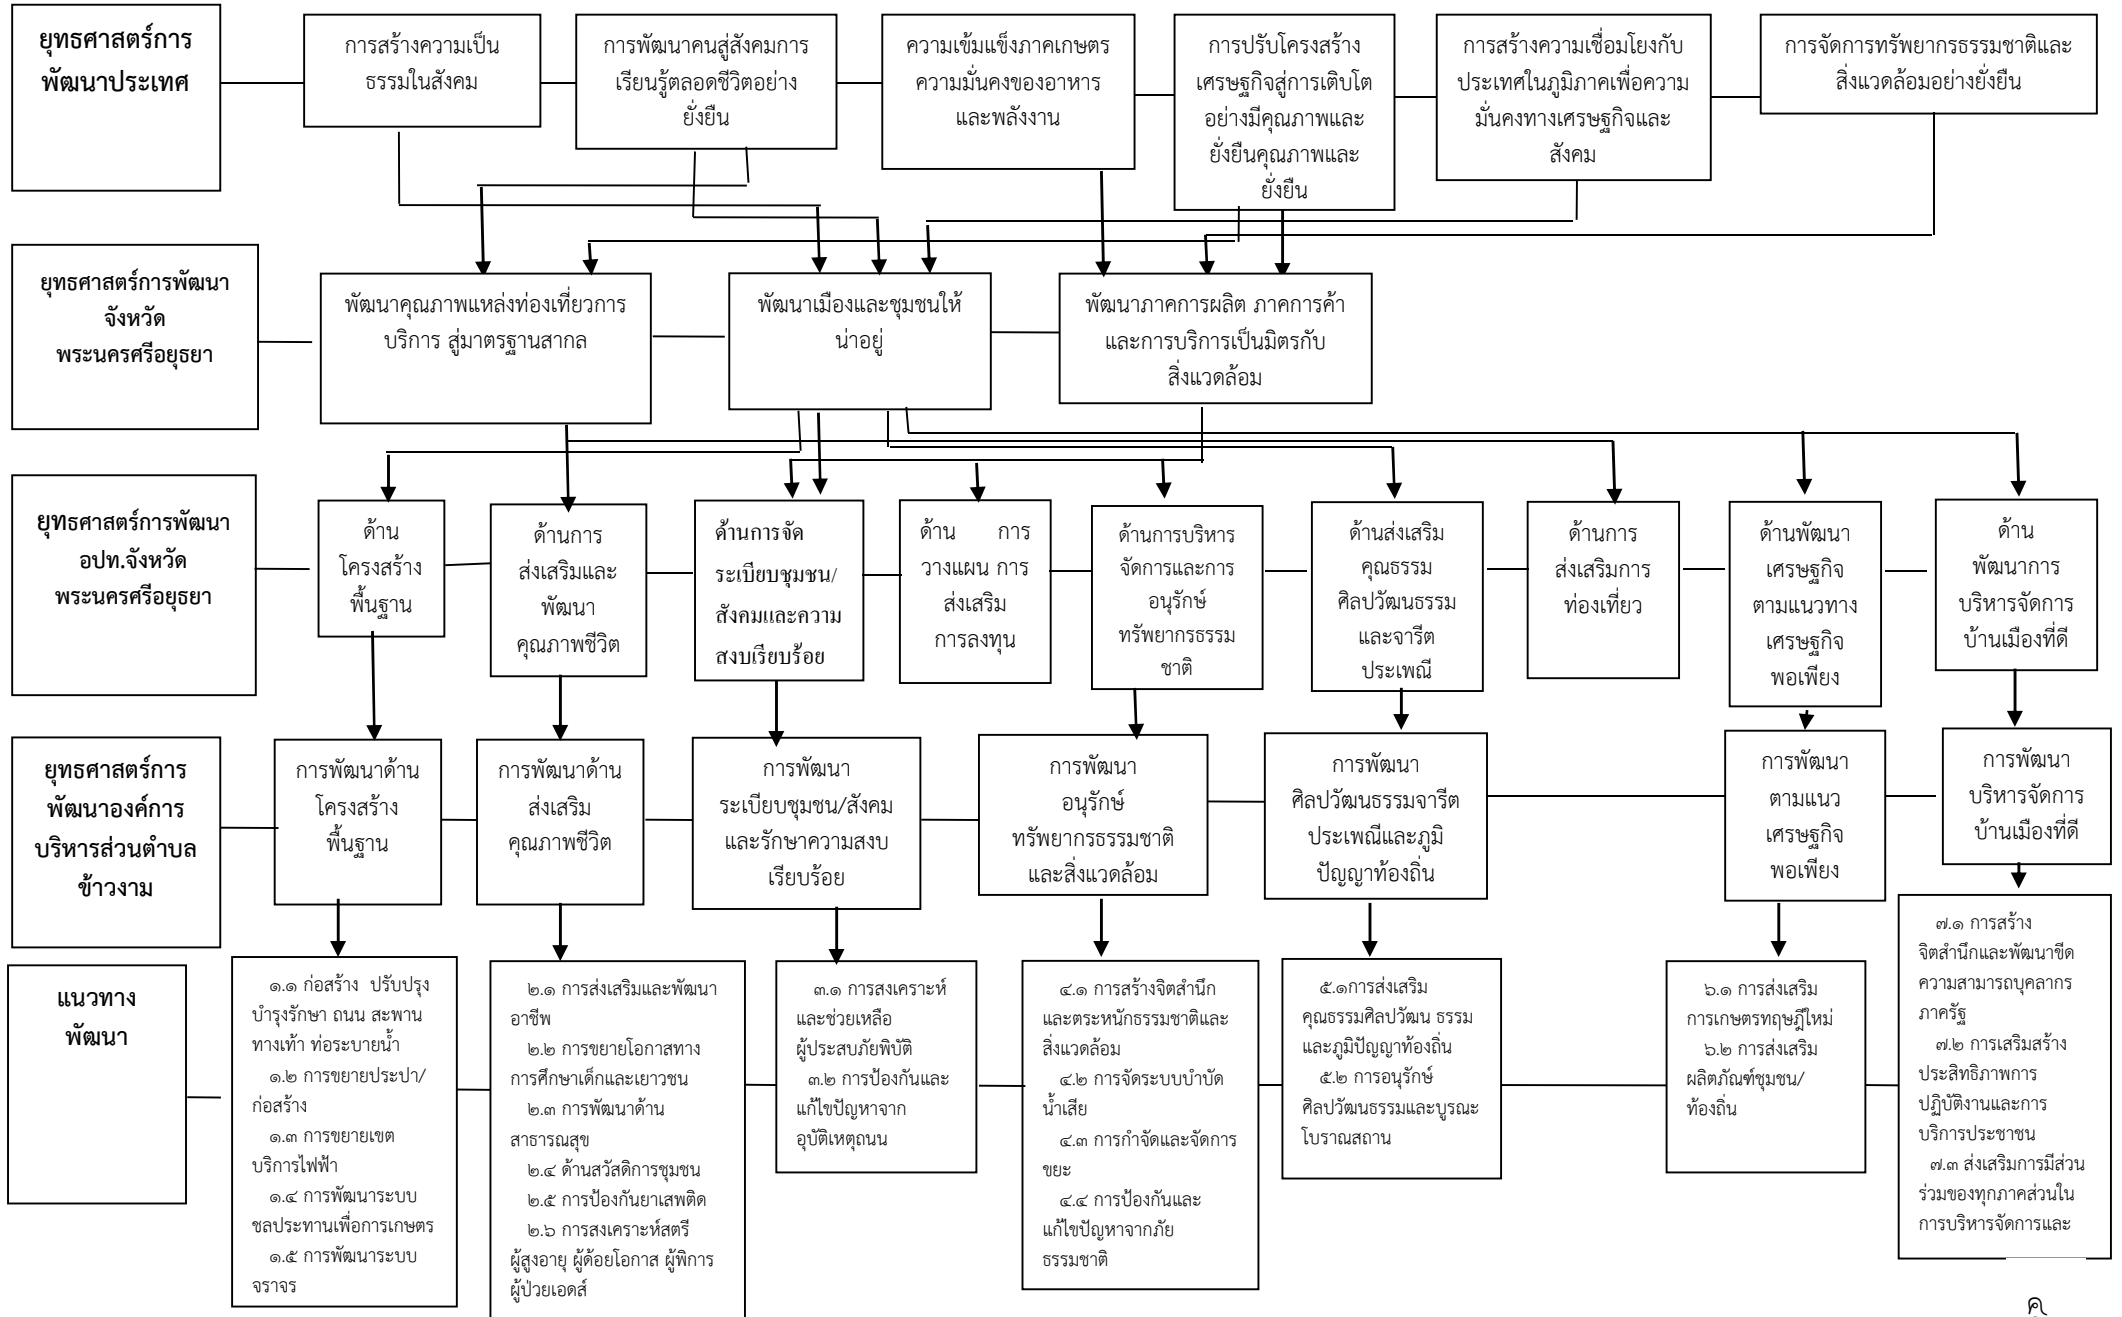 ยุทธศาสตร์การ
พัฒนาประเทศ
การสร้างความเป็น
ธรรมในสังคม
การพัฒนาคนสู่สังคมการ
เรียนรู้ตลอดชีวิตอย่าง
ยั่งยืน
ความเข้มแข็งภาคเกษตร
ความมั่นคงของอาหาร
และพลังงาน
การปรับโครงสร้าง
เศรษฐกิจสู่การเติบโต
อย่างมีคุณภาพและ
ยั่งยืนคุณภาพและ
ยั่งยืน
การสร้างความเชื่อมโยงกับ
ประเทศในภูมิภาคเพื่อความ
มั่นคงทางเศรษฐกิจและ
สังคม
การจัดการทรัพยากรธรรมชาติและ
สิ่งแวดล้อมอย่างยั่งยืน
ยุทธศาสตร์การพัฒนา
จังหวัด
พระนครศรีอยุธยา
พัฒนาคุณภาพแหล่งท่องเที่ยวการ
บริการ สู่มาตรฐานสากล
พัฒนาเมืองและชุมชนให้
น่าอยู่
พัฒนาภาคการผลิต ภาคการค้า
และการบริการเป็นมิตรกับ
สิ่งแวดล้อม
ยุทธศาสตร์การพัฒนา
อปท.จังหวัด
พระนครศรีอยุธยา
ด้าน
โครงสร้าง
พื้นฐาน
ด้านการ
ส่งเสริมและ
พัฒนา
คุณภาพชีวิต
ด้านการจัด
ระเบียบชุมชน/
สังคมและความ
สงบเรียบร้อย
ด้าน การ
วางแผน การ
ส่งเสริม
การลงทุน
ด้านการบริหาร
จัดการและการ
อนุรักษ์
ทรัพยากรธรรม
ชาติ
ด้านส่งเสริม
คุณธรรม
ศิลปวัฒนธรรม
และจารีต
ประเพณี
ด้านการ
ส่งเสริมการ
ท่องเที่ยว
ด้านพัฒนา
เศรษฐกิจ
ตามแนวทาง
เศรษฐกิจ
พอเพียง
ด้าน
พัฒนาการ
บริหารจัดการ
บ้านเมืองที่ดี
ยุทธศาสตร์การ
พัฒนาองค์การ
บริหารส่วนตำบล
ข้าวงาม
การพัฒนาด้าน
โครงสร้าง
พื้นฐาน
การพัฒนาด้าน
ส่งเสริม
คุณภาพชีวิต
การพัฒนา
ระเบียบชุมชน/สังคม
และรักษาความสงบ
เรียบร้อย
การพัฒนา
อนุรักษ์
ทรัพยากรธรรมชาติ
และสิ่งแวดล้อม
การพัฒนา
ศิลปวัฒนธรรมจารีต
ประเพณีและภูมิ
ปัญญาท้องถิ่น
การพัฒนา
ตามแนว
เศรษฐกิจ
พอเพียง
การพัฒนา
บริหารจัดการ
บ้านเมืองที่ดี
แนวทาง
พัฒนา
๑.๑ ก่อสร้าง ปรับปรุง
บำรุงรักษา ถนน สะพาน
ทางเท้า ท่อระบายน้ำ
๑.๒ การขยายประปา/
ก่อสร้าง
๑.๓ การขยายเขต
บริการไฟฟ้า
๑.๔ การพัฒนาระบบ
ชลประทานเพื่อการเกษตร
๑.๕ การพัฒนาระบบ
จราจร
๒.๑ การส่งเสริมและพัฒนา
อาชีพ
๒.๒ การขยายโอกาสทาง
การศึกษาเด็กและเยาวชน
๒.๓ การพัฒนาด้าน
สาธารณสุข
๒.๔ ด้านสวัสดิการชุมชน
๒.๕ การป้องกันยาเสพติด
๒.๖ การสงเคราะห์สตรี
ผู้สูงอายุ ผู้ด้อยโอกาส ผู้พิการ
ผู้ป่วยเอดส์
๓.๑ การสงเคราะห์
และช่วยเหลือ
ผู้ประสบภัยพิบัติ
๓.๒ การป้องกันและ
แก้ไขปัญหาจาก
อุบัติเหตุถนน
๔.๑ การสร้างจิตสำนึก
และตระหนักธรรมชาติและ
สิ่งแวดล้อม
๔.๒ การจัดระบบบำบัด
น้ำเสีย
๔.๓ การกำจัดและจัดการ
ขยะ
๔.๔ การป้องกันและ
แก้ไขปัญหาจากภัย
ธรรมชาติ
๕.๑การส่งเสริม
คุณธรรมศิลปวัฒน ธรรม
และภูมิปัญญาท้องถิ่น
๕.๒ การอนุรักษ์
ศิลปวัฒนธรรมและบูรณะ
โบราณสถาน
๖.๑ การส่งเสริม
การเกษตรทฤษฎีใหม่
๖.๒ การส่งเสริม
ผลิตภัณฑ์ชุมชน/
ท้องถิ่น
๗.๑ การสร้าง
จิตสำนึกและพัฒนาขีด
ความสามารถบุคลากร
ภาครัฐ
๗.๒ การเสริมสร้าง
ประสิทธิภาพการ
ปฏิบัติงานและการ
บริการประชาชน
๗.๓ ส่งเสริมการมีส่วน
ร่วมของทุกภาคส่วนใน
การบริหารจัดการและ